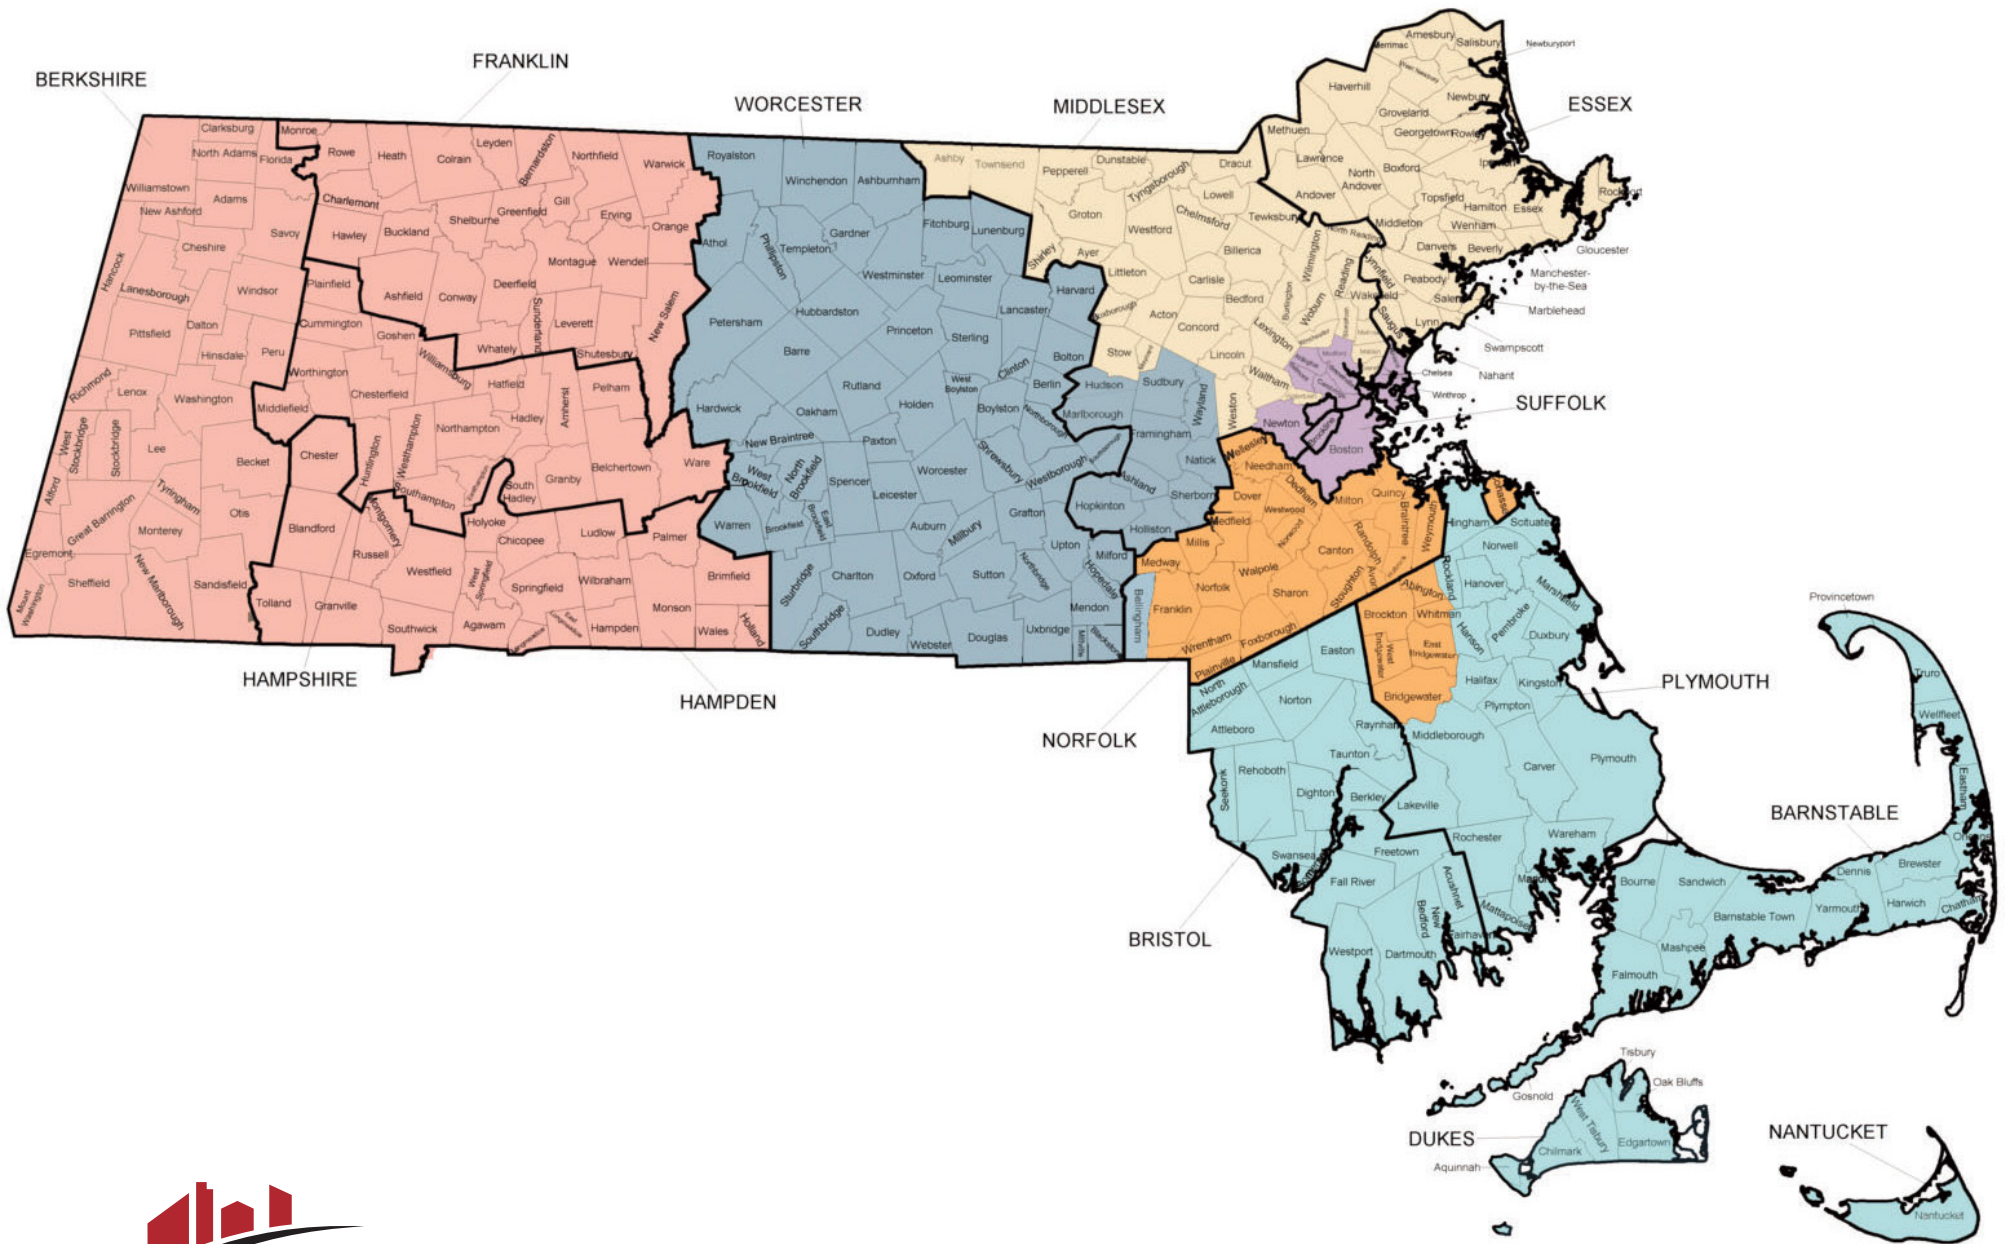 BERKSHIRE
FRANKLIN
WORCESTER
MIDDLESEX
ESSEX
SUFFOLK
NORFOLK
HAMPSHIRE
HAMPDEN
BRISTOL
PLYMOUTH
BARNSTABLE
DUKES
NANTUCKET
Clarksburg
North Adams
Florida
Williamstown
Adams
New Ashford
Savoy
Cheshire
Hancock
Lanesborough
Windsor
Pittsfield
Dalton
Hinsdale
Peru
Richmond
Lenox
Washington
West
Stockbridge
Stockbridge
Lee
Becket
Alford
Great Barrington
Tyringham
Otis
Monterey
Egremont
Mount
Washington
Sheffield
New Marlborough
Sandisfield
Monroe
Rowe
Heath
Colrain
Leyden
Bernardston
Northfield
Warwick
Charlemont
Shelburne
Greenfield
Gill
Erving
Orange
Hawley
Buckland
Montague
Wendell
Ashfield
Conway
Deerfield
Sunderland
Leverett
New Salem
Whately
Shutesbury
Plainfield
Cummington
Goshen
Williamsburg
Worthington
Chesterfield
Hatfield
Amherst
Pelham
Middlefield
Hadley
Westhampton
Northampton
Huntington
Chester
Southampton
South
Hadley
Granby
Belchertown
Ware
Blandford
Montgomery
Holyoke
Chicopee
Ludlow
Palmer
Russell
Westfield
West
Springfield
Springfield
Wilbraham
Brimfield
Tolland
Granville
Southwick
Agawam
East
Longmeadow
Hampden
Monson
Wales
Holland
Royalston
Winchendon
Ashburnham
Athol
Phillipston
Templeton
Gardner
Fitchburg
Lunenburg
Westminster
Leominster
Harvard
Petersham
Hubbardston
Lancaster
Princeton
Sterling
Barre
Clinton
Bolton
Rutland
West
Boylston
Berlin
Hardwick
Oakham
Holden
Boylston
Northborough
New Braintree
Paxton
Shrewsbury
Westborough
Southborough
West
Brookfield
North
Brookfield
Spencer
Worcester
Leicester
Warren
Brookfield
East
Brookfield
Auburn
Millbury
Grafton
Upton
Milford
Hopedale
Sturbridge
Charlton
Oxford
Sutton
Northbridge
Mendon
Southbridge
Dudley
Webster
Douglas
Uxbridge
Millville
Blackstone
Ashby
Townsend
Pepperell
Dunstable
Tyngsborough
Dracut
Groton
Lowell
Chelmsford
Tewksbury
Westford
Shirley
Ayer
Billerica
Wilmington
North Reading
Reading
Littleton
Carlisle
Bedford
Burlington
Woburn
Wakefield
Boxborough
Acton
Concord
Lexington
Stow
Lincoln
Waltham
Hudson
Sudbury
Wayland
Weston
Marlborough
Framingham
Newton
Natick
Ashland
Sherborn
Hopkinton
Holliston
Amesbury
Salisbury
Newburyport
Merrimac
West Newbury
Haverhill
Newbury
Groveland
Georgetown
Rowley
Methuen
Lawrence
North
Andover
Andover
Boxford
Ipswich
Rockport
Topsfield
Hamilton
Essex
Middleton
Wenham
Gloucester
Danvers
Beverly
Manchester-
by-the-Sea
Lynnfield
Peabody
Salem
Marblehead
Saugus
Lynn
Swampscott
Nahant
Chelsea
Winthrop
Medford
Boston
Brookline
Wellesley
Needham
Dover
Dedham
Milton
Quincy
Westwood
Norwood
Braintree
Weymouth
Cohasset
Medfield
Millis
Canton
Randolph
Medway
Walpole
Norfolk
Sharon
Stoughton
Avon
Bellingham
Franklin
Wrentham
Foxborough
Plainville
Hingham
Scituate
Norwell
Rockland
Hanover
Abington
Marshfield
Brockton
Whitman
Hanson
Pembroke
Duxbury
West
Bridgewater
East
Bridgewater
Bridgewater
Halifax
Kingston
Plympton
Middleborough
Carver
Plymouth
Lakeville
Rochester
Wareham
Marion
Mattapoisett
Easton
Mansfield
North
Attleborough
Norton
Attleboro
Raynham
Taunton
Seekonk
Rehoboth
Dighton
Berkley
Swansea
Somerset
Freetown
Fall River
Acushnet
New
Bedford
Fairhaven
Westport
Dartmouth
Provincetown
Truro
Wellfleet
Eastham
Orleans
Brewster
Dennis
Harwich
Chatham
Yarmouth
Barnstable Town
Sandwich
Bourne
Mashpee
Falmouth
Gosnold
Tisbury
Oak Bluffs
West Tisbury
Edgartown
Chilmark
Aquinnah
Nantucket